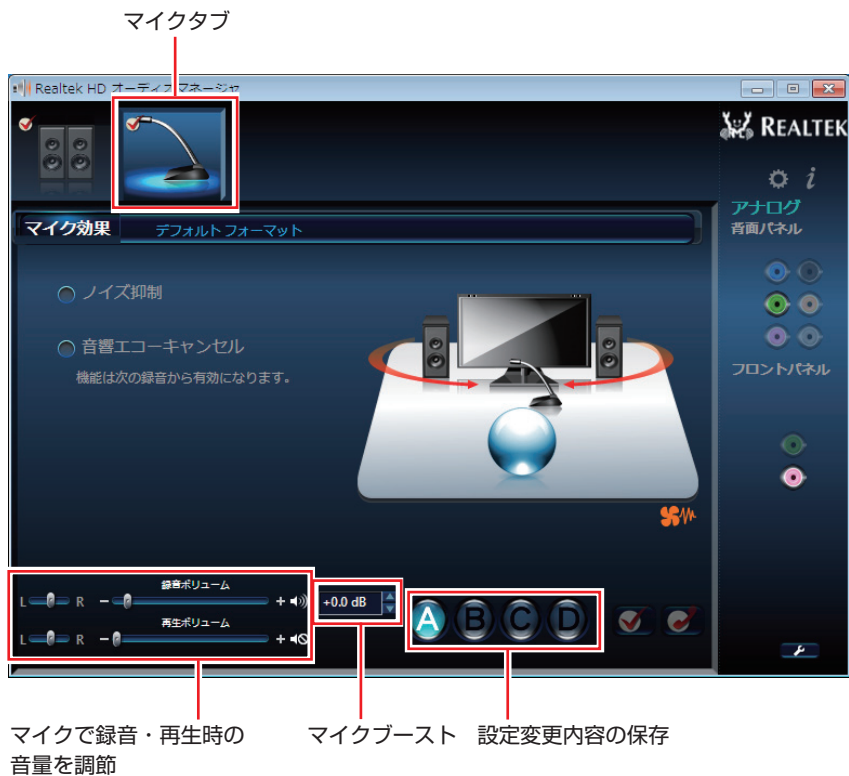 マイクタブ
Realtek HD オーディオマネージャ
REALTEK
i
アナログ
背面パネル
マイク効果
デフォルト フォーマット
ノイズ抑制
音響エコーキャンセル
機能は次の録音から有効になります。
フロントパネル
録音ボリューム
L R - +
+0.0 dB
再生ボリューム
L R - +
A B C D
マイクで録音・再生時の
音量を調節
マイクブースト
設定変更内容の保存